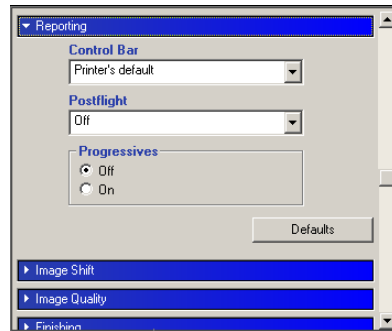 Reporting
Control Bar
Printer's default
Postflight
Off
Progressives
Off
On
Defaults
Image Shift
Image Quality
Finishing